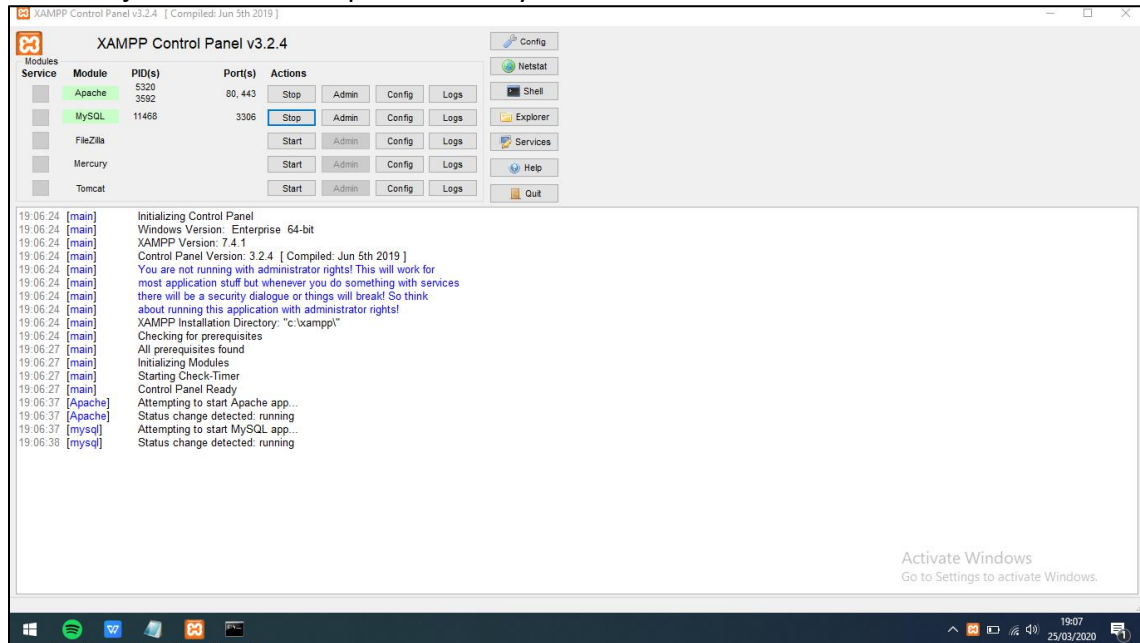 XAMPP Control Panel v3.2.4 [ Compiled: Jun 5th 2019 ]
XAMPP Control Panel v3.2.4
Config
Netstat
Shell
Explorer
Services
Help
Quit
Modules
Service Module PID(s) Port(s) Actions
Apache 5320 3592 80, 443 Stop Admin Config Logs
MySQL 11468 3306 Stop Admin Config Logs
FileZilla Start Admin Config Logs
Mercury Start Admin Config Logs
Tomcat Start Admin Config Logs
19:06:24 [main] Initializing Control Panel
19:06:24 [main] Windows Version: Enterprise 64-bit
19:06:24 [main] XAMPP Version: 7.4.1
19:06:24 [main] Control Panel Version: 3.2.4 [ Compiled: Jun 5th 2019 ]
19:06:24 [main] You are not running with administrator rights! This will work for
19:06:24 [main] most application stuff but whenever you do something with services
19:06:24 [main] there will be a security dialogue or things will break! So think
19:06:24 [main] about running this application with administrator rights!
19:06:24 [main] XAMPP Installation Directory: "c:\xampp\"
19:06:24 [main] Checking for prerequisites
19:06:27 [main] All prerequisites found
19:06:27 [main] Initializing Modules
19:06:27 [main] Starting Check-Timer
19:06:27 [main] Control Panel Ready
19:06:37 [Apache] Attempting to start Apache app...
19:06:37 [Apache] Status change detected: running
19:06:37 [mysql] Attempting to start MySQL app...
19:06:38 [mysql] Status change detected: running
Activate Windows
Go to Settings to activate Windows.
19:07
25/03/2020